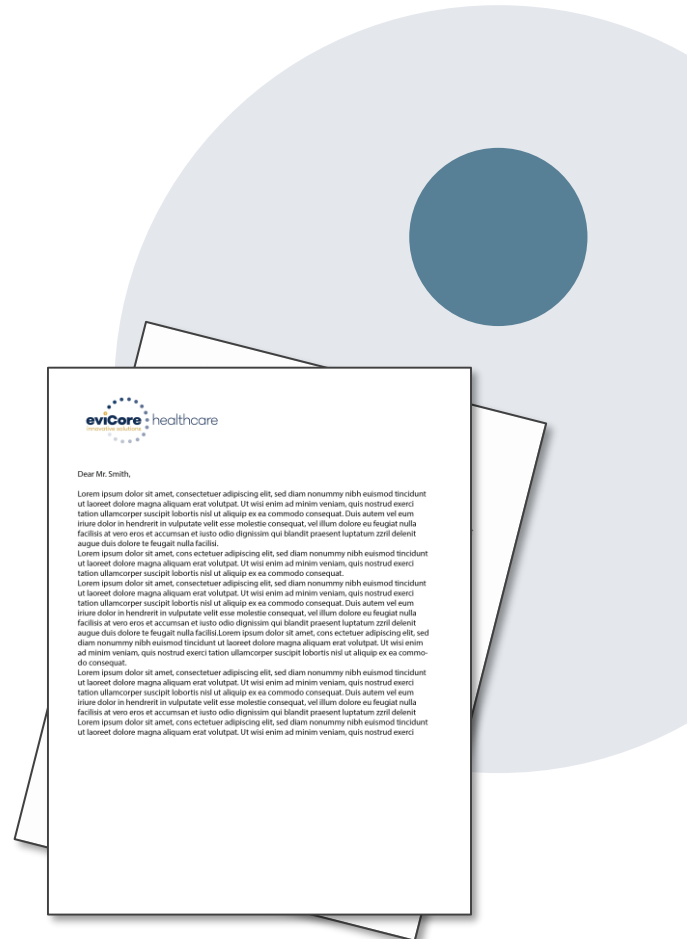 eviCore healthcare
innovative solutions
Dear Mr. Smith,
Lorem ipsum dolor sit amet, consectetuer adipiscing elit, sed diam nonummy nibh euismod tincidunt
ut laoreet dolore magna aliquam erat volutpat. Ut wisi enim ad minim veniam, quis nostrud exerci
tation ullamcorper suscipit lobortis nisl ut aliquip ex ea commodo consequat. Duis autem vel eum
iriure dolor in hendrerit in vulputate velit esse molestie consequat, vel illum dolore eu feugiat nulla
facilisis at vero eros et accumsan et iusto odio dignissim qui blandit praesent luptatum zzril delenit
augue duis dolore te feugait nulla facilisi.
Lorem ipsum dolor sit amet, cons ectetuer adipiscing elit, sed diam nonummy nibh euismod tincidunt
ut laoreet dolore magna aliquam erat volutpat. Ut wisi enim ad minim veniam, quis nostrud exerci
tation ullamcorper suscipit lobortis nisl ut aliquip ex ea commodo consequat.
Lorem ipsum dolor sit amet, consectetuer adipiscing elit, sed diam nonummy nibh euismod tincidunt
ut laoreet dolore magna aliquam erat volutpat. Ut wisi enim ad minim veniam, quis nostrud exerci
tation ullamcorper suscipit lobortis nisl ut aliquip ex ea commodo consequat. Duis autem vel eum
iriure dolor in hendrerit in vulputate velit esse molestie consequat, vel illum dolore eu feugiat nulla
facilisis at vero eros et accumsan et iusto odio dignissim qui blandit praesent luptatum zzril delenit
augue duis dolore te feugait nulla facilisi.Lorem ipsum dolor sit amet, cons ectetuer adipiscing elit, sed
diam nonummy nibh euismod tincidunt ut laoreet dolore magna aliquam erat volutpat. Ut wisi enim
ad minim veniam, quis nostrud exerci tation ullamcorper suscipit lobortis nisl ut aliquip ex ea commo-
do consequat.
Lorem ipsum dolor sit amet, consectetuer adipiscing elit, sed diam nonummy nibh euismod tincidunt
ut laoreet dolore magna aliquam erat volutpat. Ut wisi enim ad minim veniam, quis nostrud exerci
tation ullamcorper suscipit lobortis nisl ut aliquip ex ea commodo consequat. Duis autem vel eum
iriure dolor in hendrerit in vulputate velit esse molestie consequat, vel illum dolore eu feugiat nulla
facilisis at vero eros et accumsan et iusto odio dignissim qui blandit praesent luptatum zzril delenit
Lorem ipsum dolor sit amet, cons ectetuer adipiscing elit, sed diam nonummy nibh euismod tincidunt
ut laoreet dolore magna aliquam erat volutpat. Ut wisi enim ad minim veniam, quis nostrud exerci